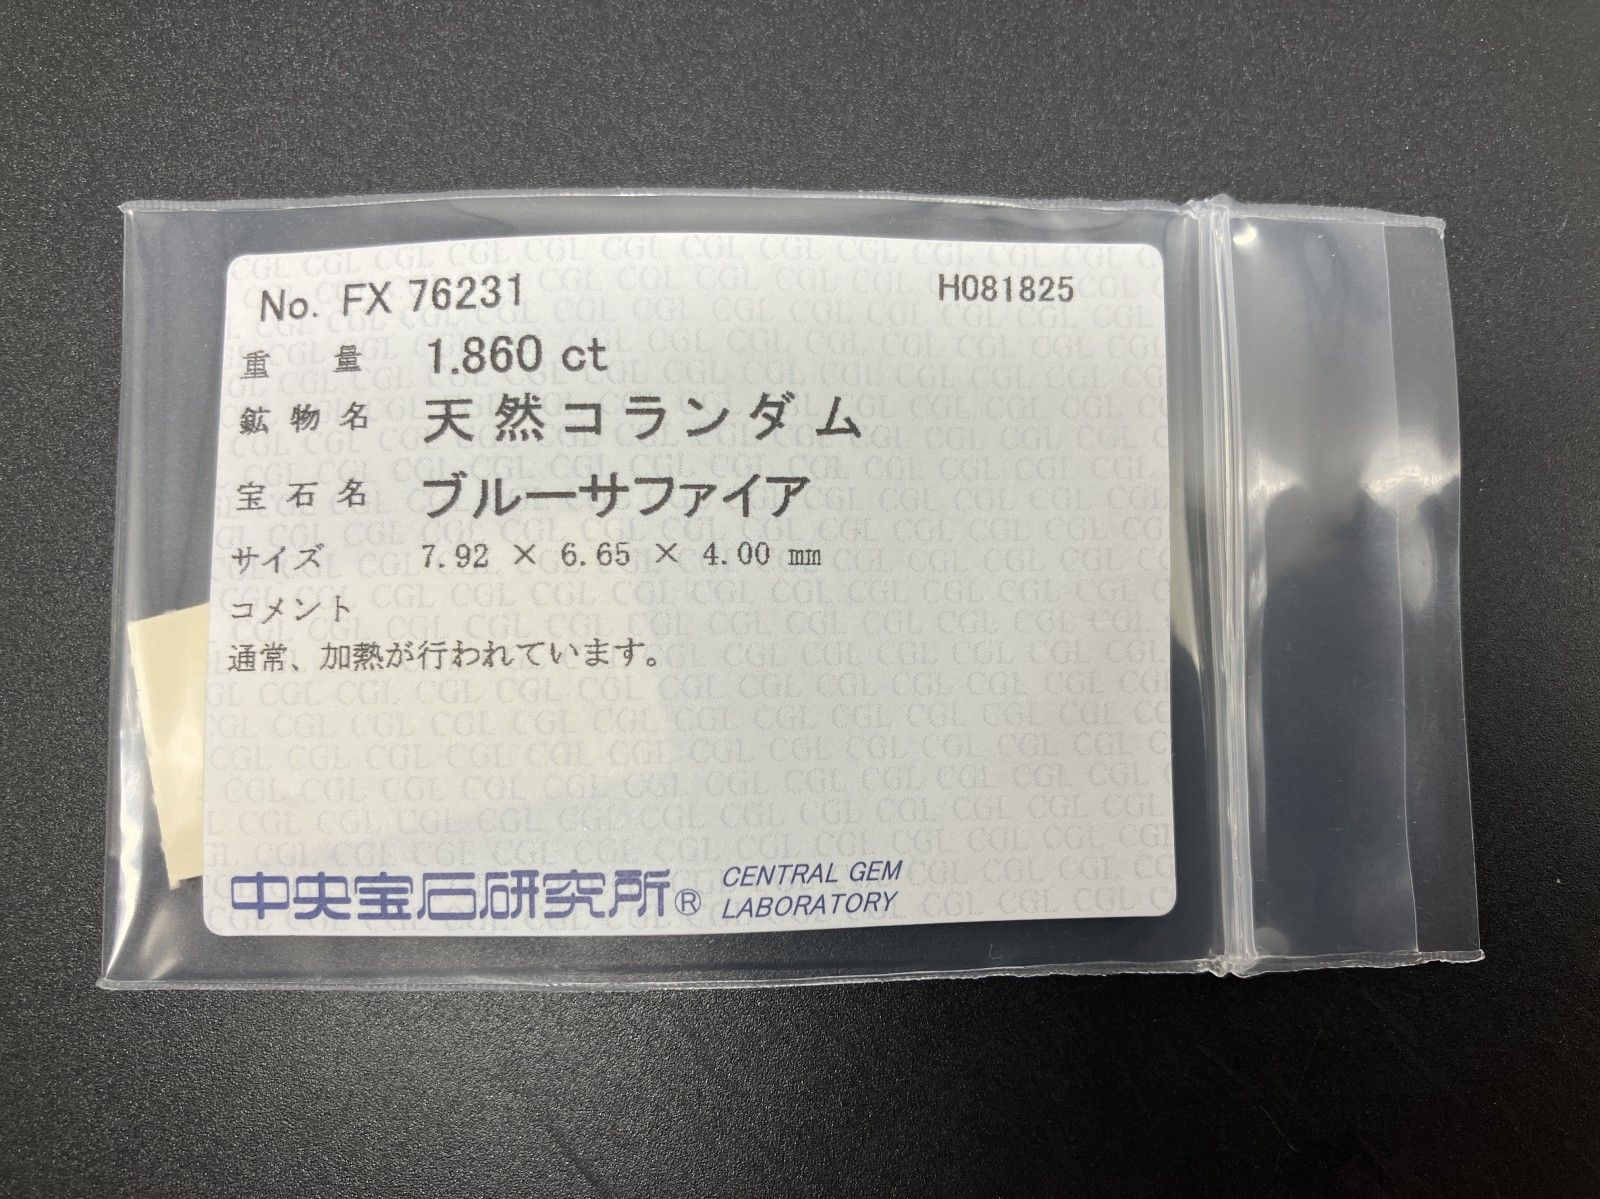 No. FX 76231 H081825
重量 1.860 ct
鉱物名 天然コランダム
宝石名 ブルーサファイア
サイズ 7.92 × 6.65 × 4.00 mm
コメント
通常、加熱が行われています。
中央宝石研究所® CENTRAL GEM
LABORATORY